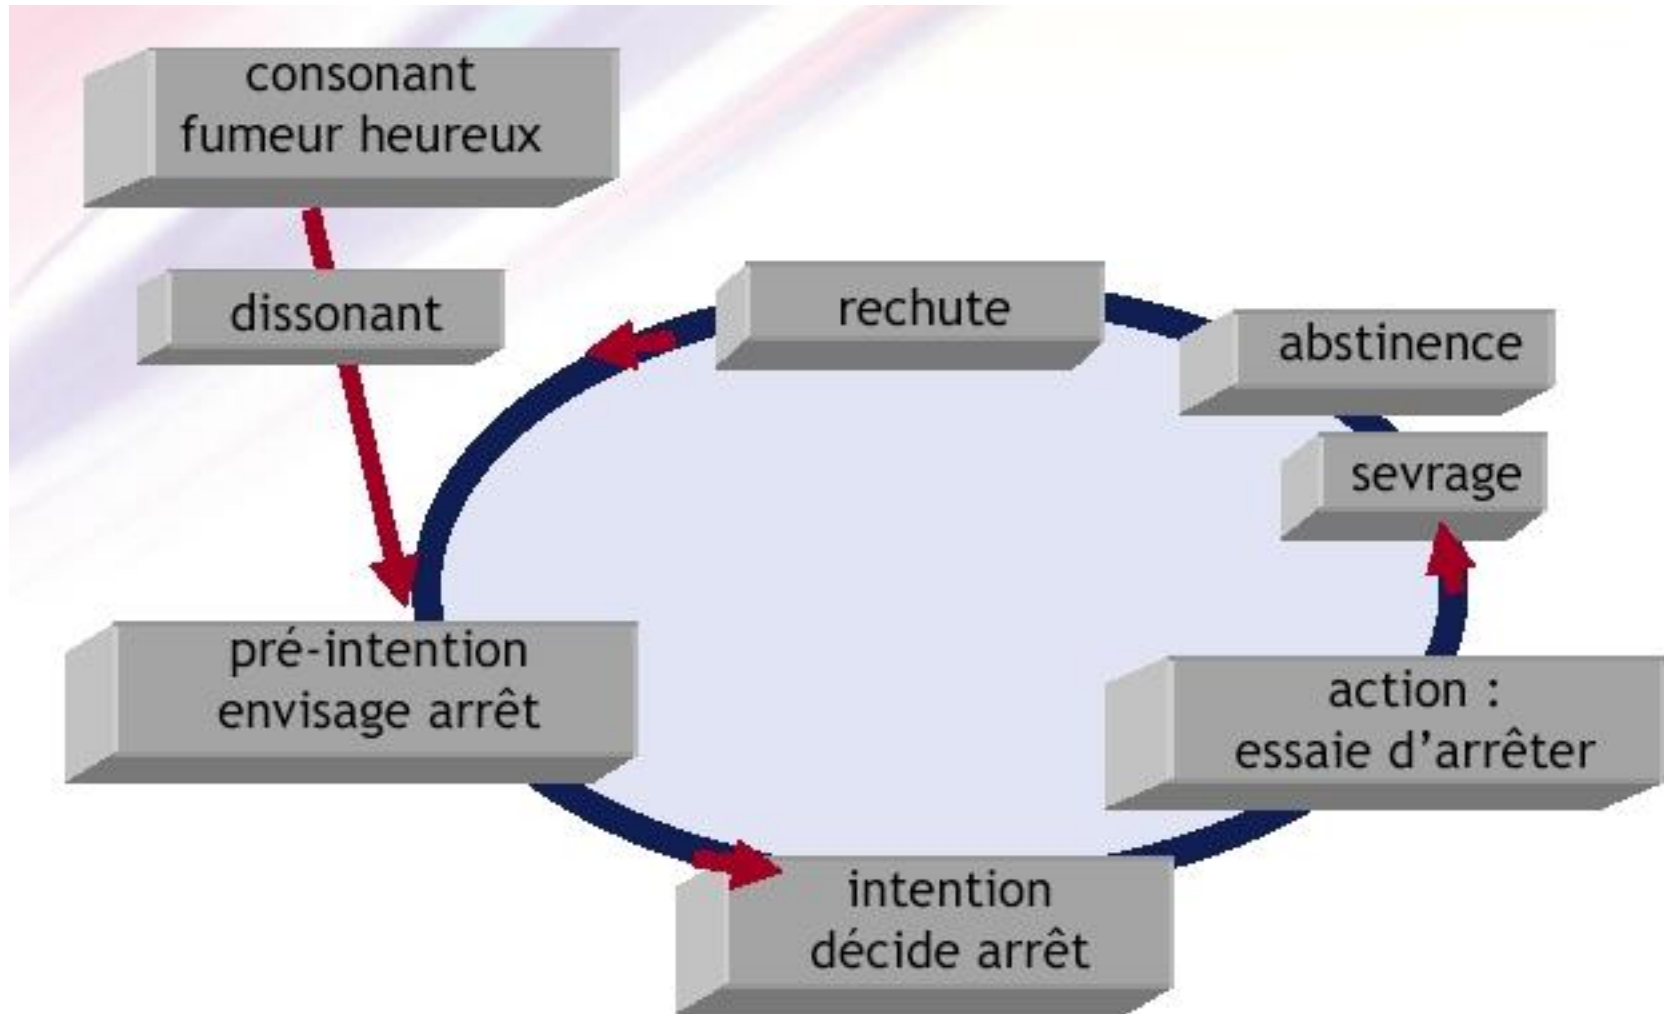 consonant
fumeur heureux
dissonant
rechute
abstinence
sevrage
pré-intention
envisage arrêt
action :
essaie d’arrêter
intention
décide arrêt